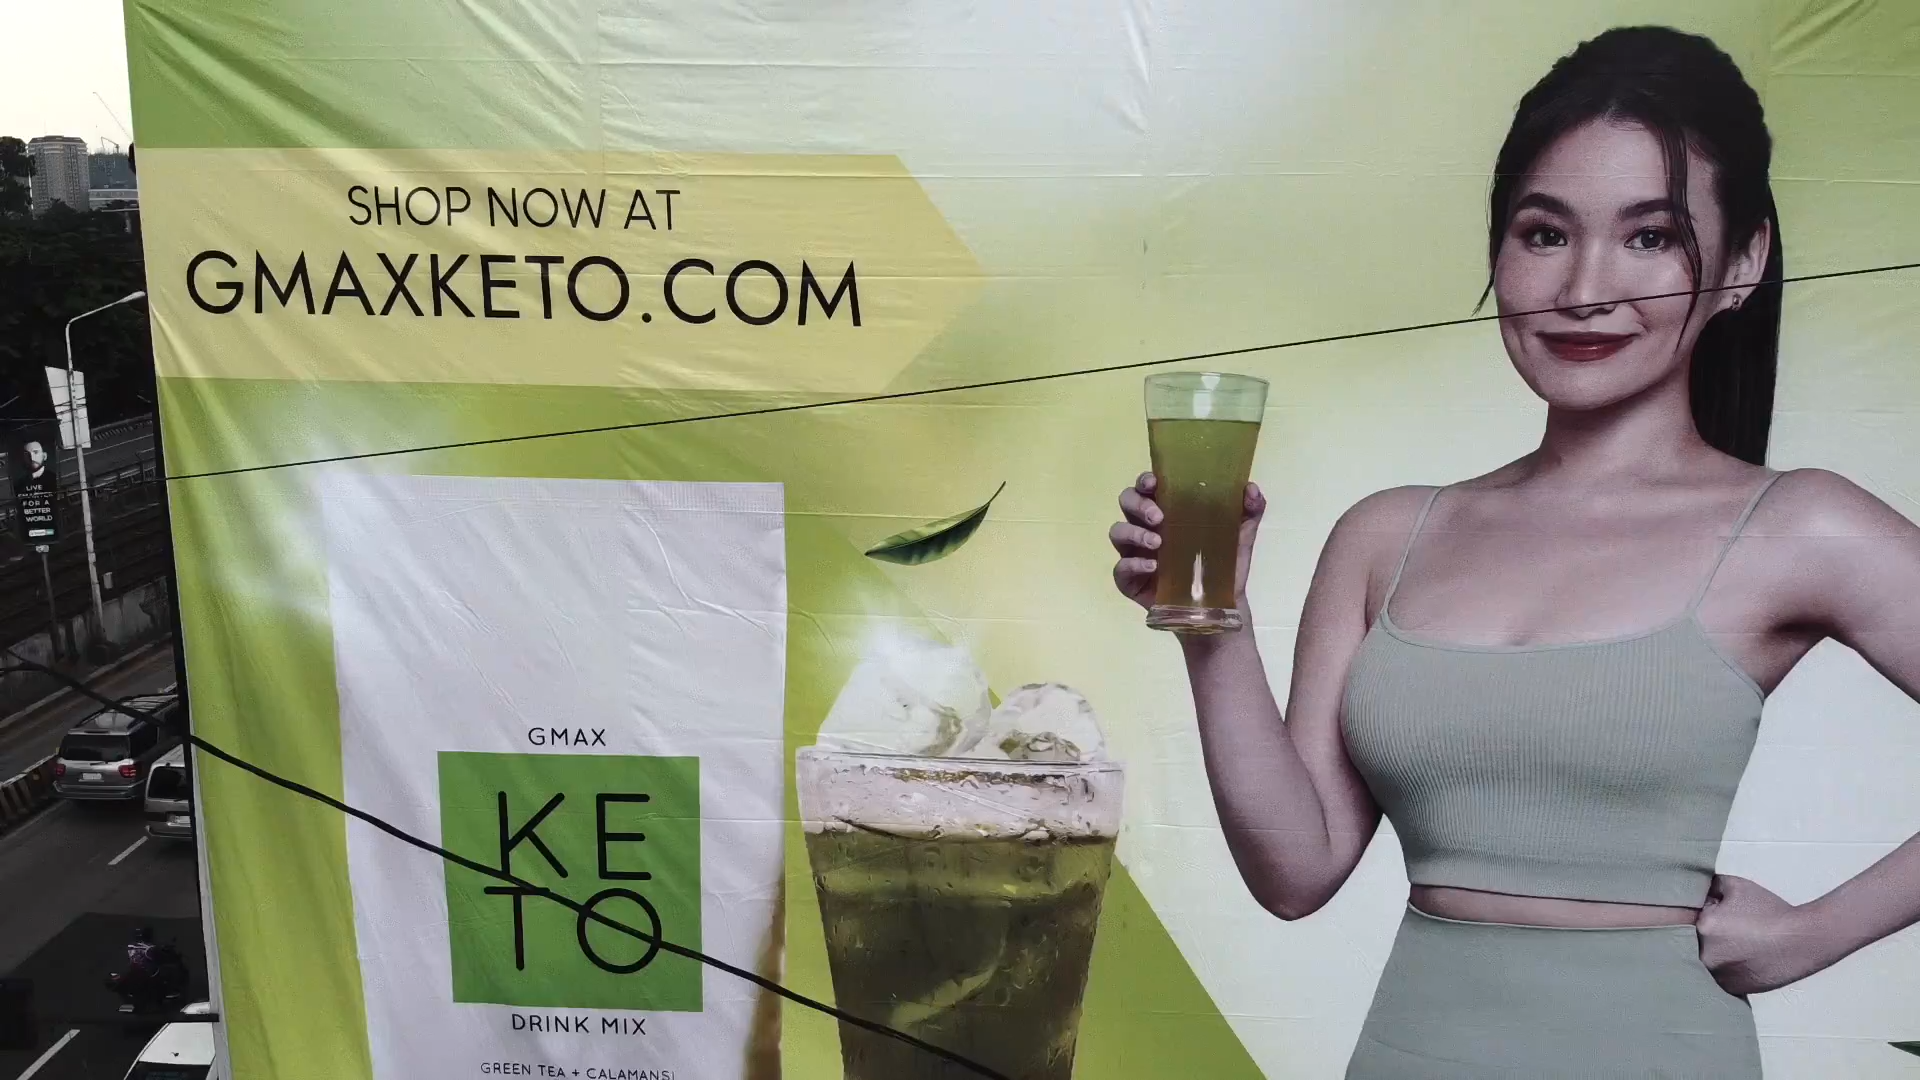 SHOP NOW AT
GMAXKETO.COM
GMAX
KE
TO
DRINK MIX
GREEN TEA + CALAMANSI
LIVE
FOR A
BETTER
WORLD